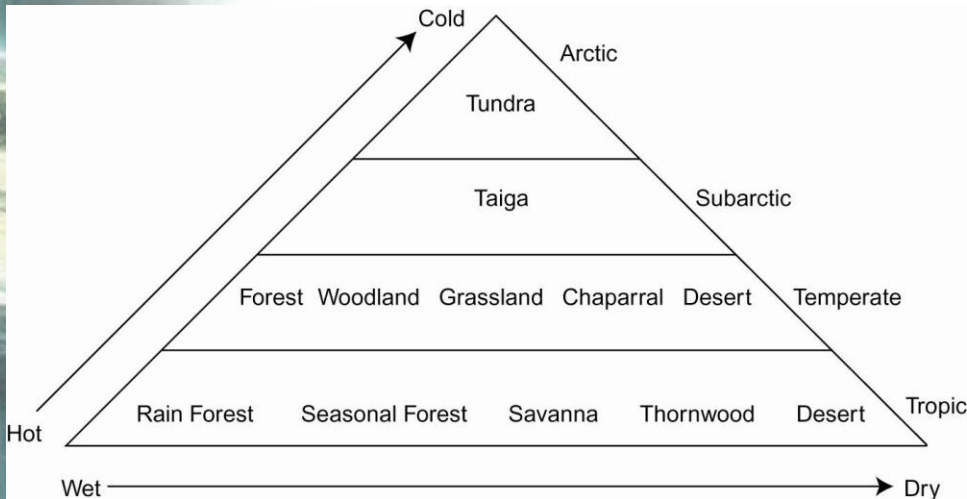 Cold
Arctic
Tundra
Taiga
Subarctic
Forest Woodland Grassland Chaparral Desert Temperate
Rain Forest Seasonal Forest Savanna Thornwood Desert Tropic
Hot
Wet Dry